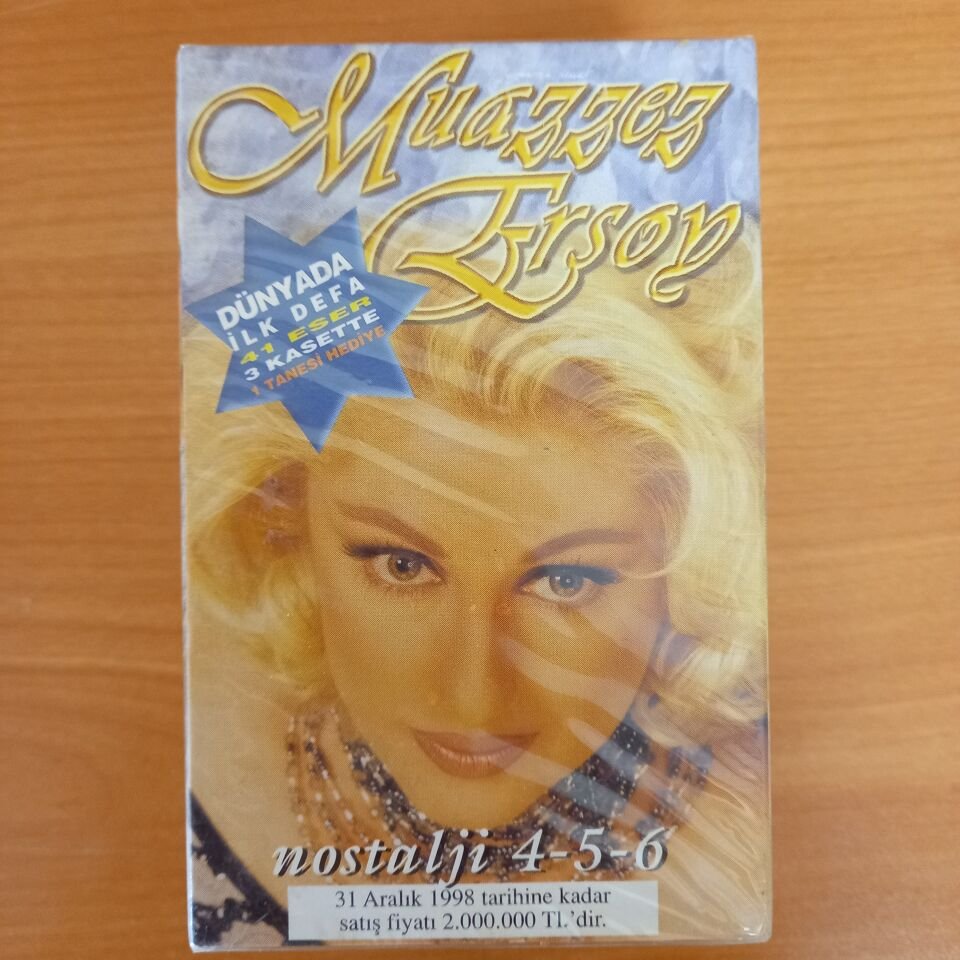 Muazzez
Ersoy
DÜNYADA
İLK DEFA
41 ESER
3 KASETTE
1 TANESİ HEDİYE
nostalji 4-5-6
31 Aralık 1998 tarihine kadar
satış fiyatı 2.000.000 Tl.'dir.